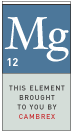 Mg
12
THIS ELEMENT
BROUGHT
TO YOU BY
CAMBREX